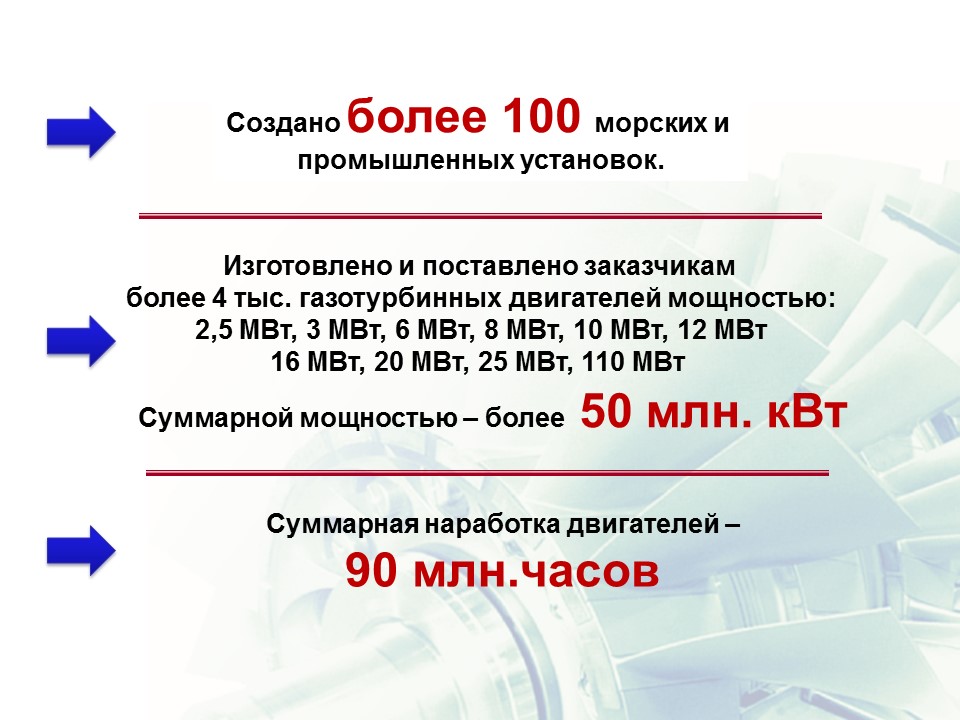 Создано более 100 морских и
промышленных установок.
Изготовлено и поставлено заказчикам
более 4 тыс. газотурбинных двигателей мощностью:
2,5 МВт, 3 МВт, 6 МВт, 8 МВт, 10 МВт, 12 МВт
16 МВт, 20 МВт, 25 МВт, 110 МВт
Суммарной мощностью – более 50 млн. кВт
Суммарная наработка двигателей –
90 млн.часов